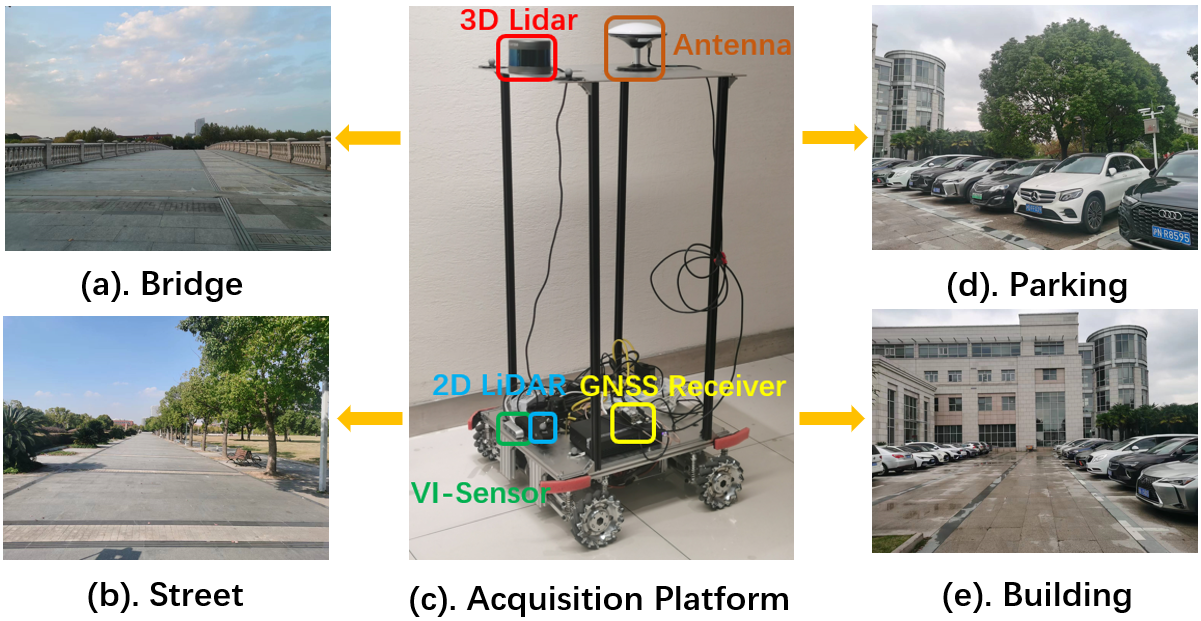 3D Lidar
Antenna
2D LiDAR
GNSS Receiver
VI-Sensor
沪N R8595
(a). Bridge
(d). Parking
(b). Street
(c). Acquisition Platform
(e). Building